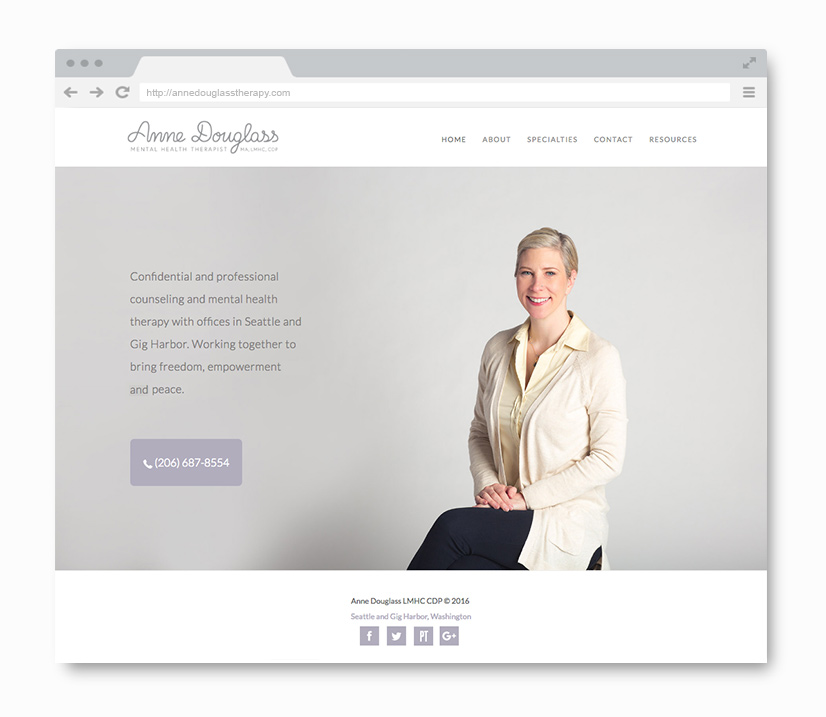 http://annedouglasstherapy.com
Anne Douglass
MENTAL HEALTH THERAPIST MA, LMHC, CDP
HOME ABOUT SPECIALTIES CONTACT RESOURCES
Confidential and professional
counseling and mental health
therapy with offices in Seattle and
Gig Harbor. Working together to
bring freedom, empowerment
and peace.
(206) 687-8554
Anne Douglass LMHC CDP © 2016
Seattle and Gig Harbor, Washington
f PT G+